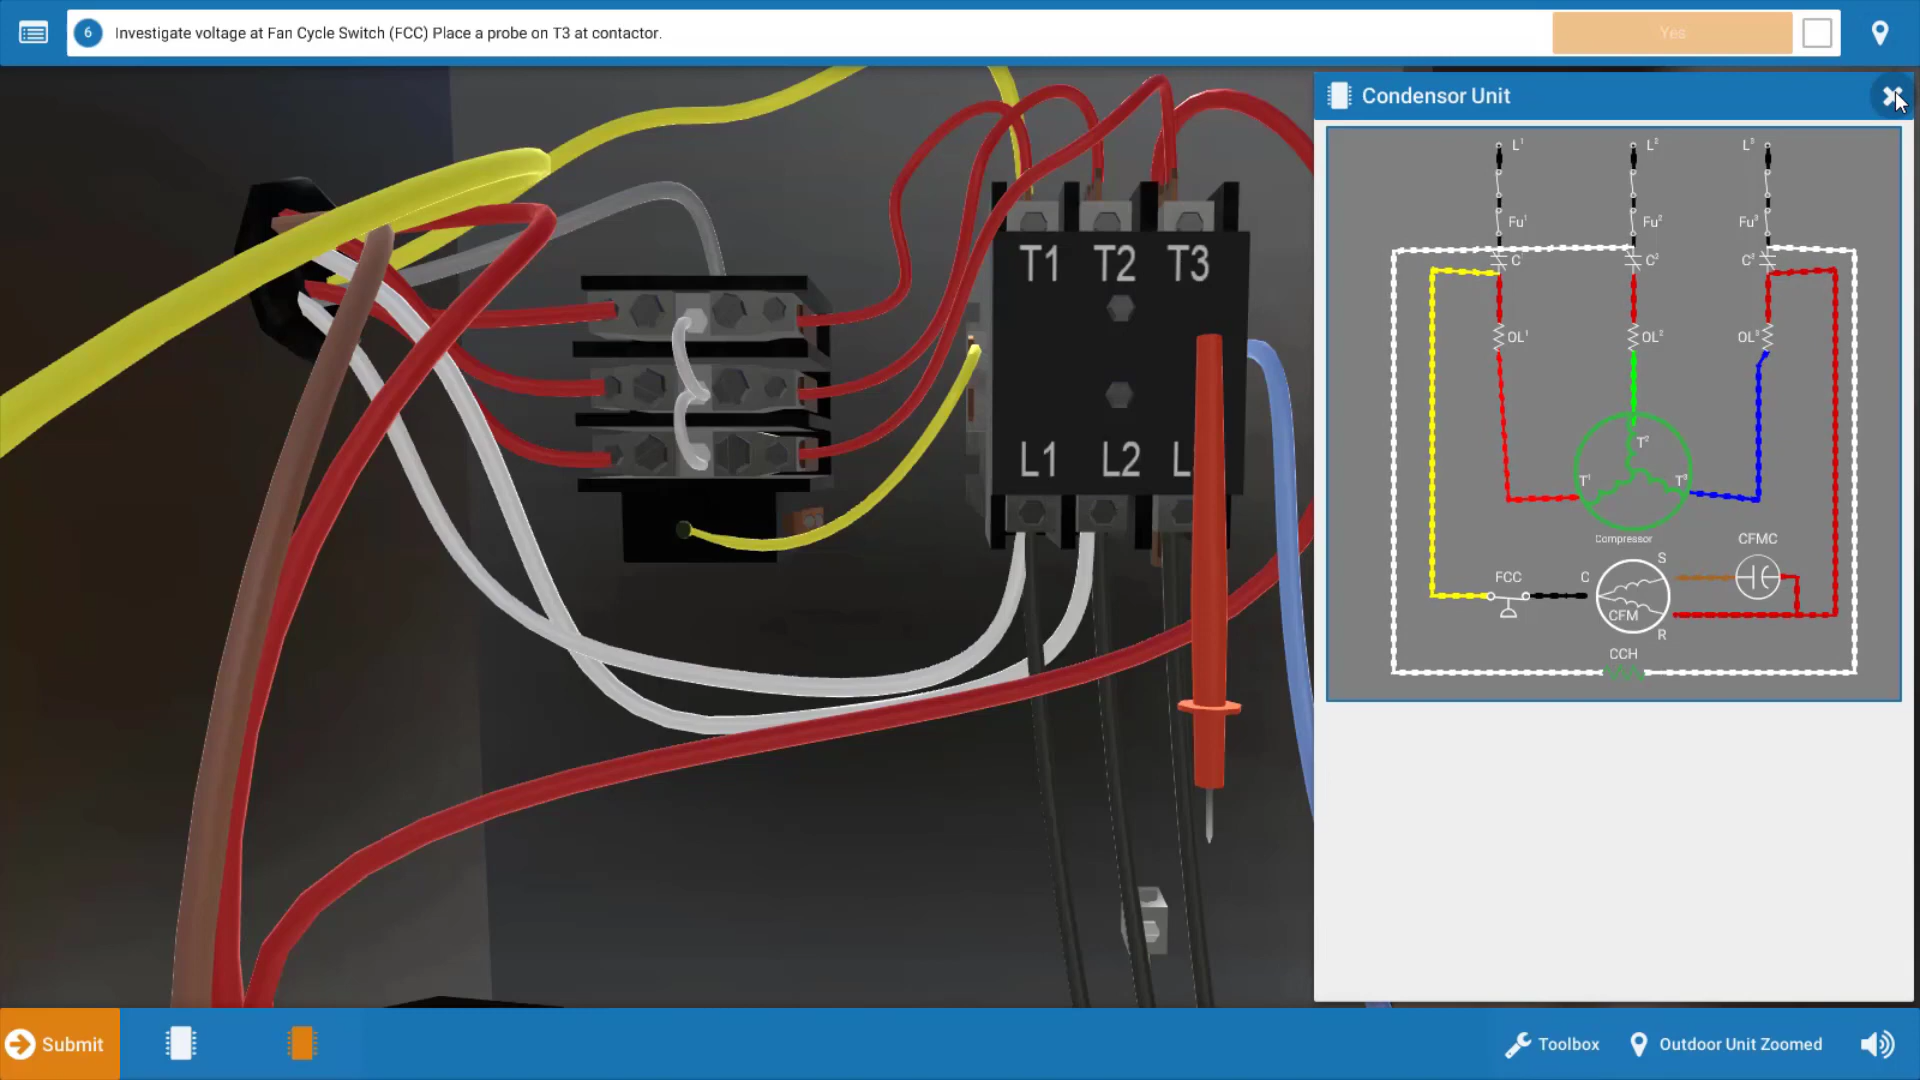 6 Investigate voltage at Fan Cycle Switch (FCC) Place a probe on T3 at contactor. Yes
Condensor Unit
L¹ L² L³
Fu¹ Fu² Fu³
C C² C³
OL¹ OL² OL³
T²
T¹ T³
Compressor
CFMC
S
FCC C
CFM
R
CCH
T1 T2 T3
L1 L2 L
Submit
Toolbox
Outdoor Unit Zoomed